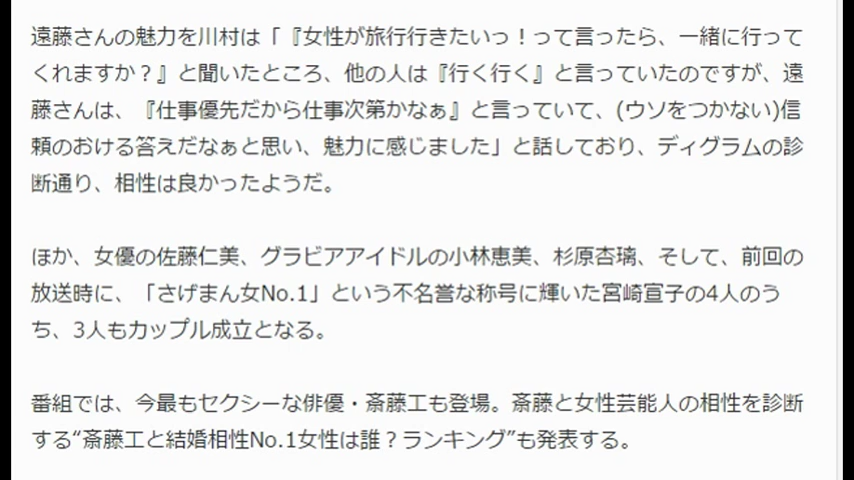 遠藤さんの魅力を川村は「『女性が旅行行きたいっ！って言ったら、一緒に行って
くれますか？』と聞いたところ、他の人は『行く行く』と言っていたのですが、遠
藤さんは、『仕事優先だから仕事次第かなぁ』と言っていて、(ウソをつかない)信
頼のおける答えだなぁと思い、魅力に感じました」と話しており、ディグラムの診
断通り、相性は良かったようだ。
ほか、女優の佐藤仁美、グラビアアイドルの小林恵美、杉原杏璃、そして、前回の
放送時に、「さげまん女No.1」という不名誉な称号に輝いた宮崎宣子の4人のう
ち、3人もカップル成立となる。
番組では、今最もセクシーな俳優・斎藤工も登場。斎藤と女性芸能人の相性を診断
する“斎藤工と結婚相性No.1女性は誰？ランキング”も発表する。